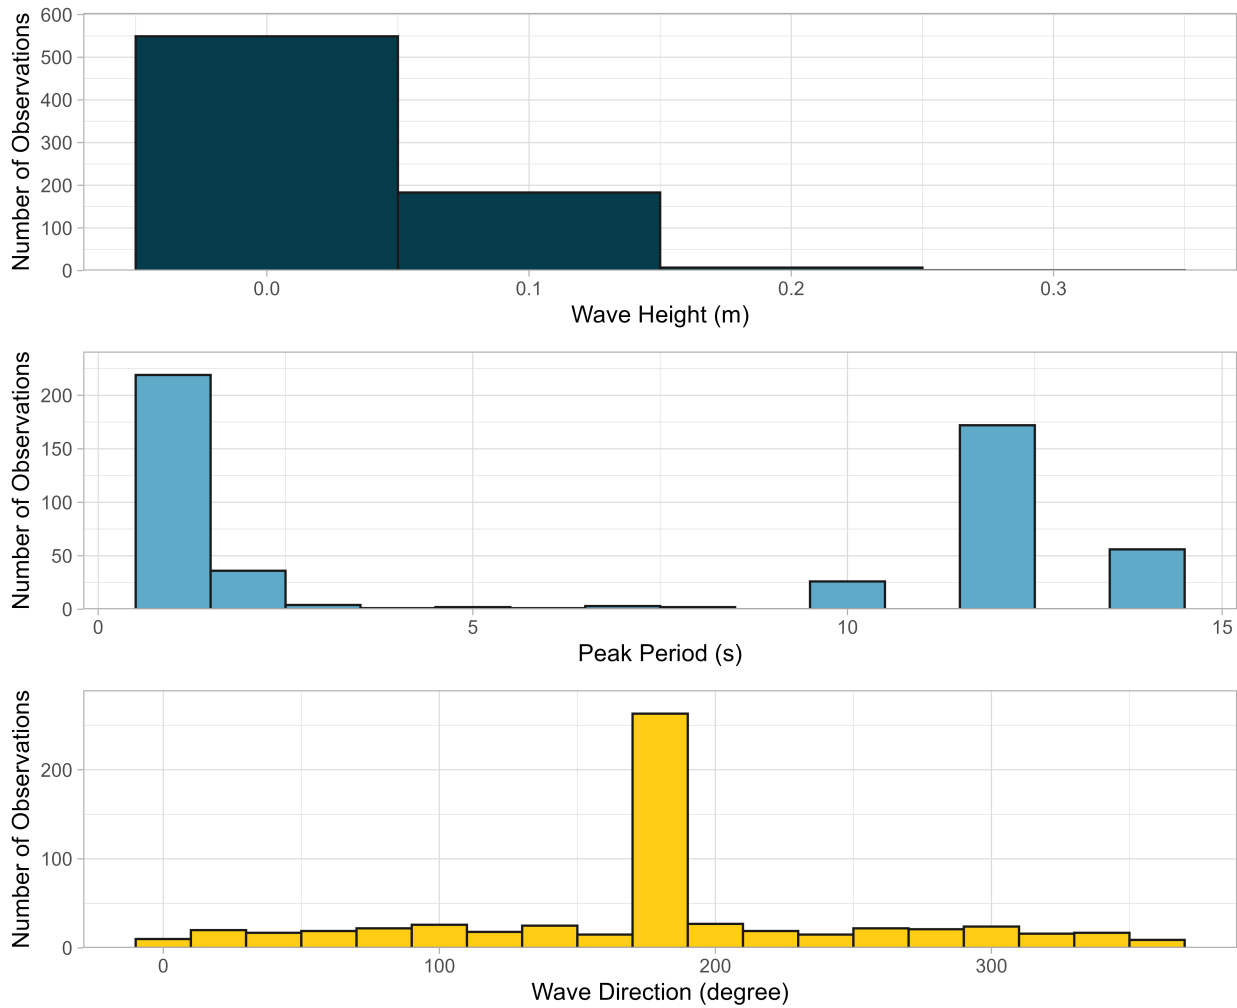 Number of Observations
600
500
400
300
200
100
0
0.0 0.1 0.2 0.3
Wave Height (m)
Number of Observations
200
150
100
50
0
0 5 10 15
Peak Period (s)
Number of Observations
200
100
0
0 100 200 300
Wave Direction (degree)